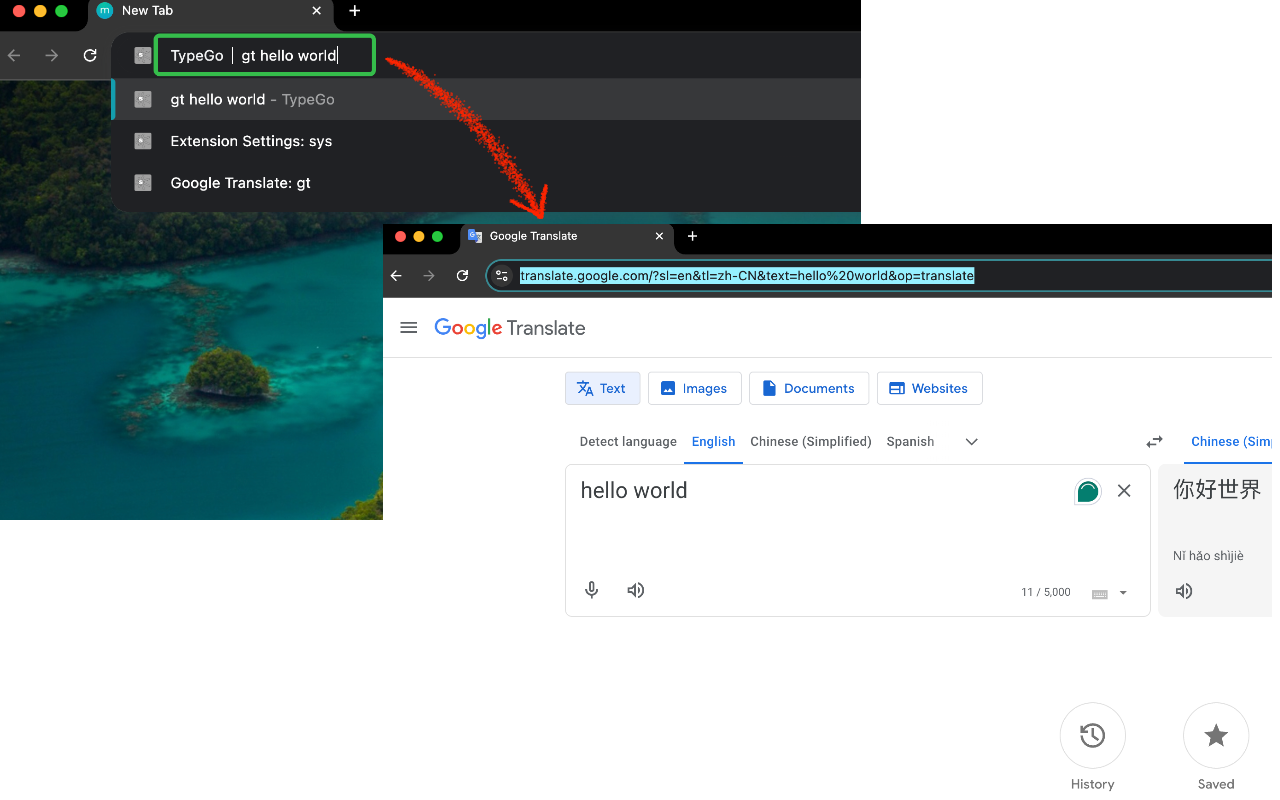 New Tab
TypeGo | gt hello world
gt hello world - TypeGo
Extension Settings: sys
Google Translate: gt
Google Translate
translate.google.com/?sl=en&tl=zh-CN&text=hello%20world&op=translate
Google Translate
Text Images Documents Websites
Detect language English Chinese (Simplified) Spanish Chinese (Sim
hello world
你好世界
Nǐ hǎo shìjiè
11 / 5,000
History Saved